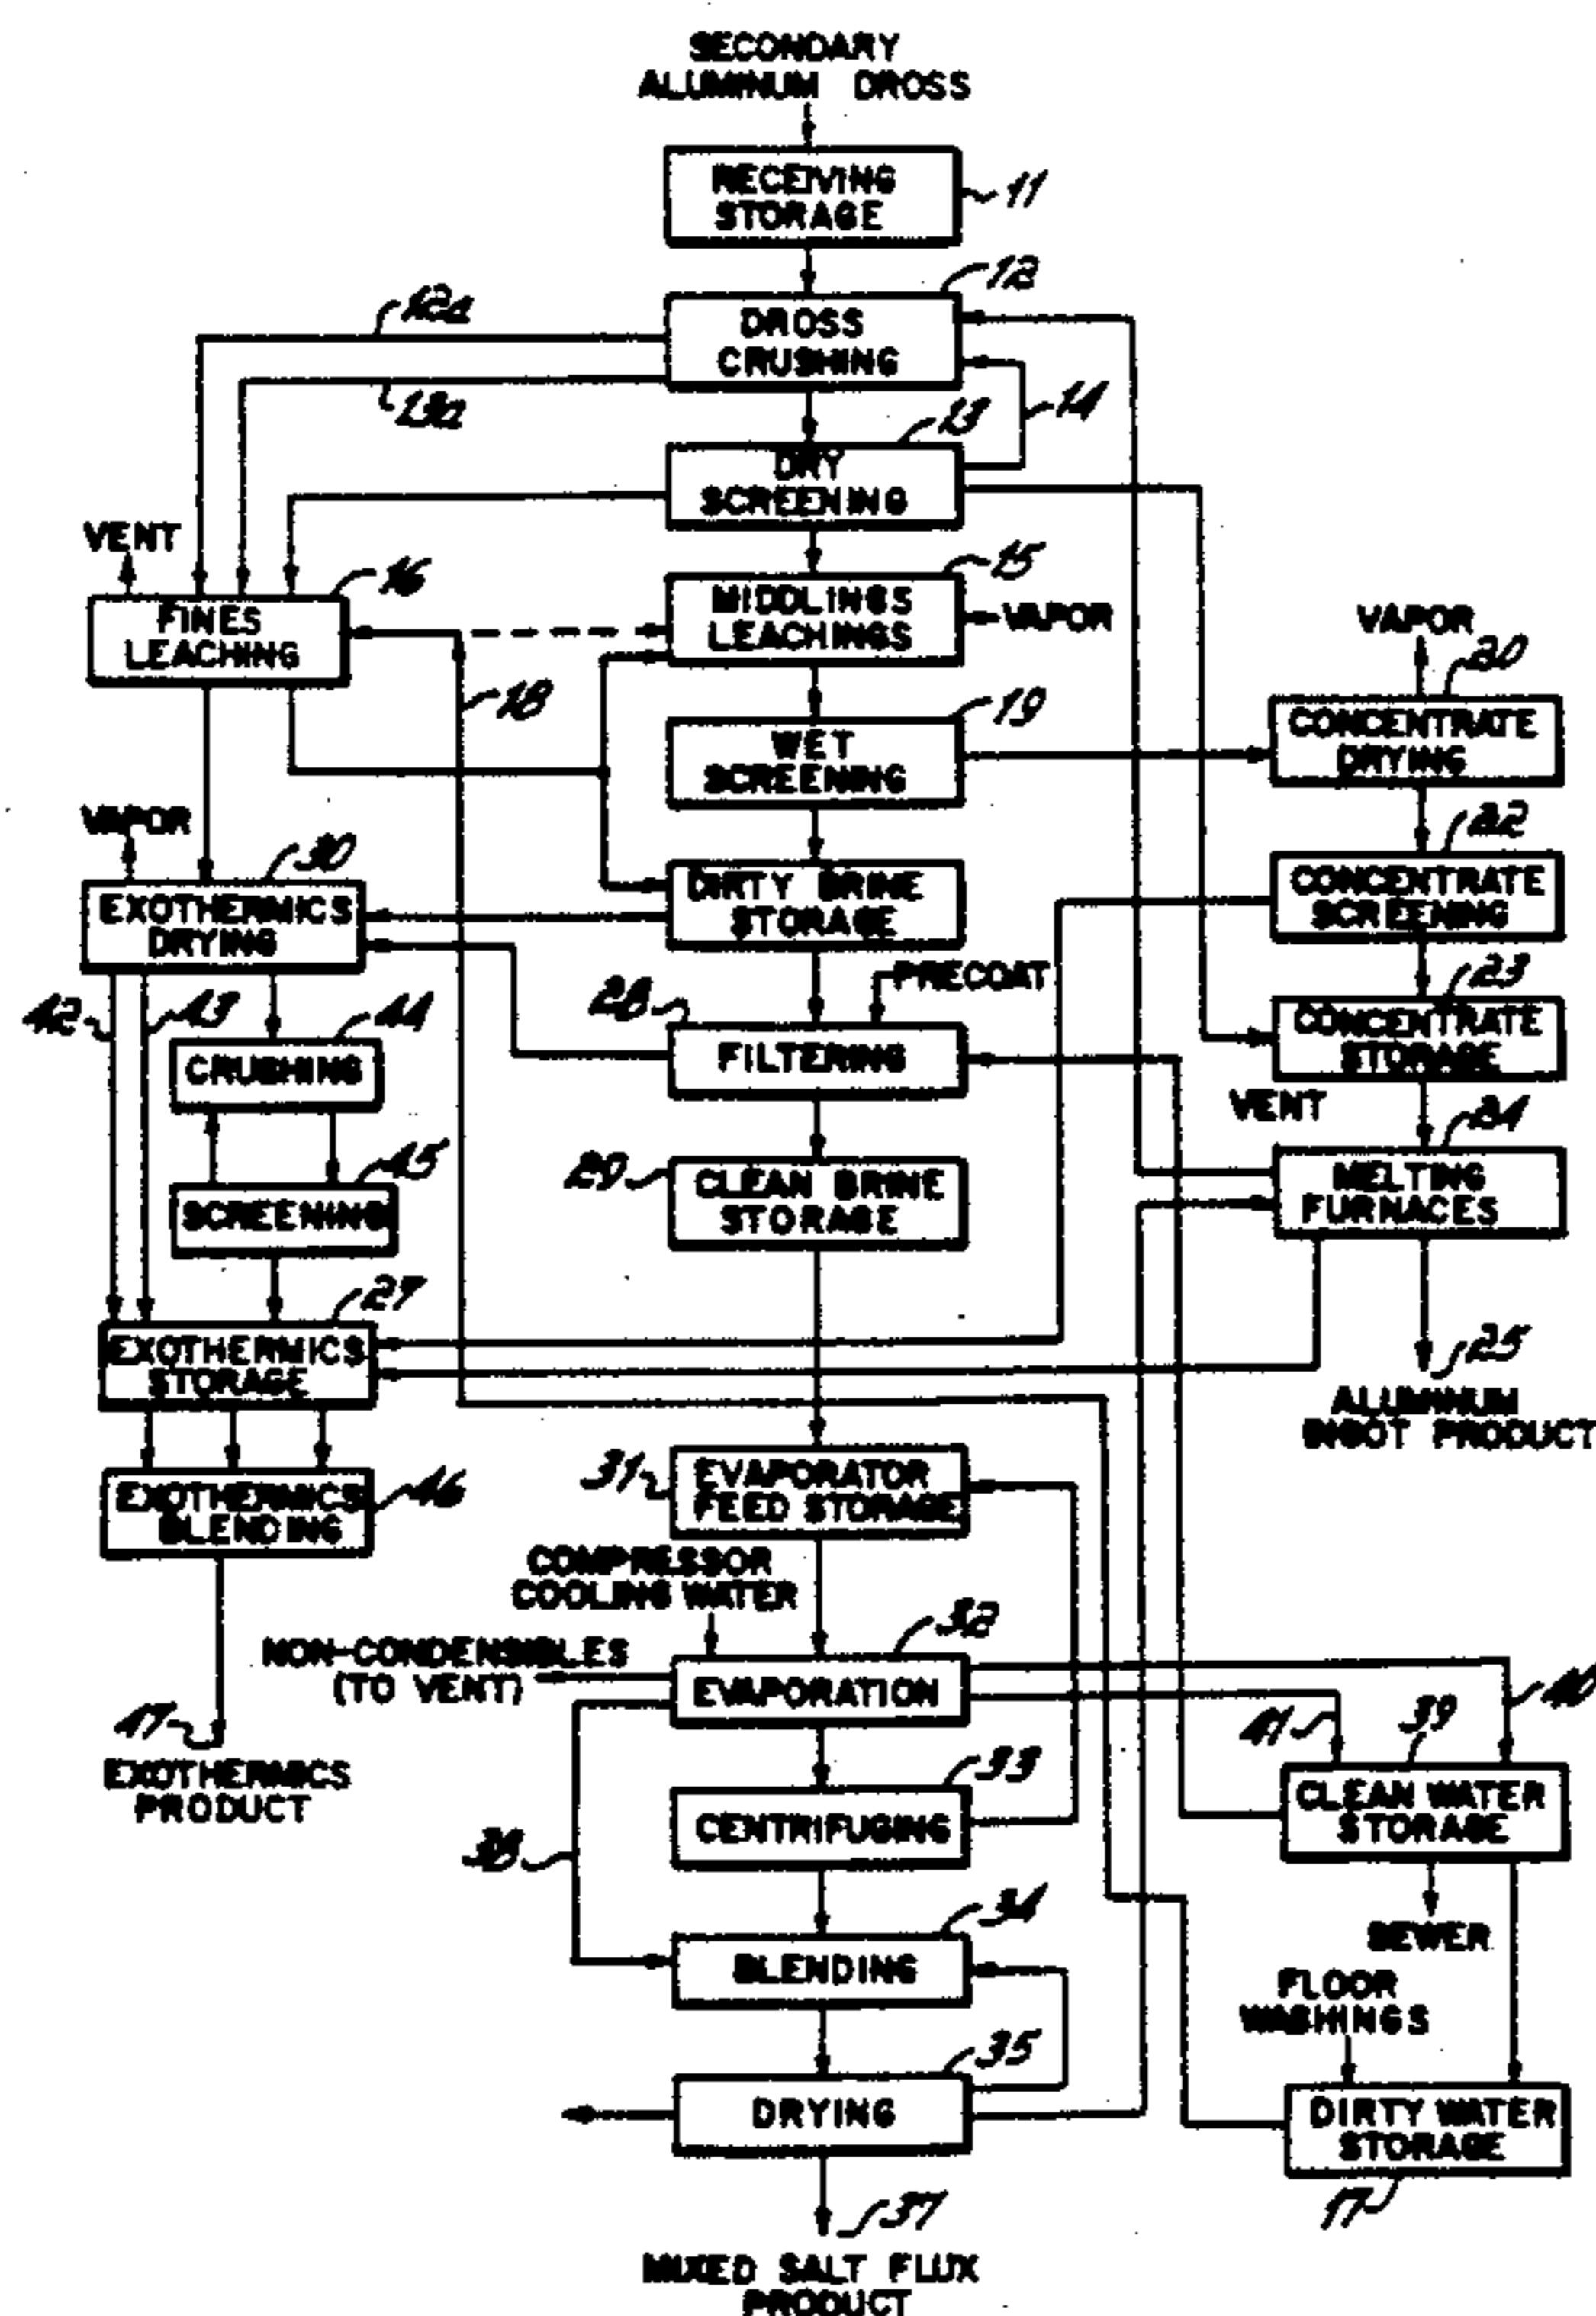 SECONDARY
ALUMINUM DROSS
RECEIVING
STORAGE
11
12
DROSS
CRUSHING
12a
13a
14
13
DRY
SCREENING
VENT
16
FINES
LEACHING
15
MIDDLINGS
LEACHINGS
VAPOR
18
19
WET
SCREENING
VAPOR
20
CONCENTRATE
DRYING
22
CONCENTRATE
SCREENING
23
CONCENTRATE
STORAGE
VAPOR
30
EXOTHERMICS
DRYING
DIRTY BRINE
STORAGE
PRECOAT
28
FILTERING
42
43
44
CRUSHING
45
SCREENING
29
CLEAN BRINE
STORAGE
VENT
MELTING
FURNACES
25
ALUMINUM
INGOT PRODUCT
27
EXOTHERMICS
STORAGE
46
EXOTHERMICS
BLENDING
47
EXOTHERMICS
PRODUCT
31
EVAPORATOR
FEED STORAGE
COMPRESSOR
COOLING WATER
NON-CONDENSIBLES
(TO VENT)
32
EVAPORATION
40
41
39
CLEAN WATER
STORAGE
33
CENTRIFUGING
38
34
BLENDING
SEWER
FLOOR
WASHINGS
35
DRYING
DIRTY WATER
STORAGE
17
37
MIXED SALT FLUX
PRODUCT